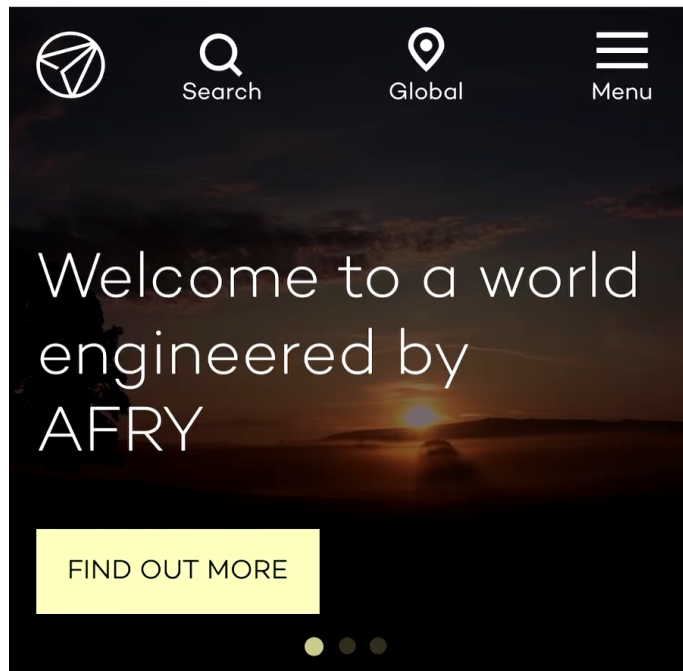 Search
Global
Menu
Welcome to a world
engineered by
AFRY
FIND OUT MORE